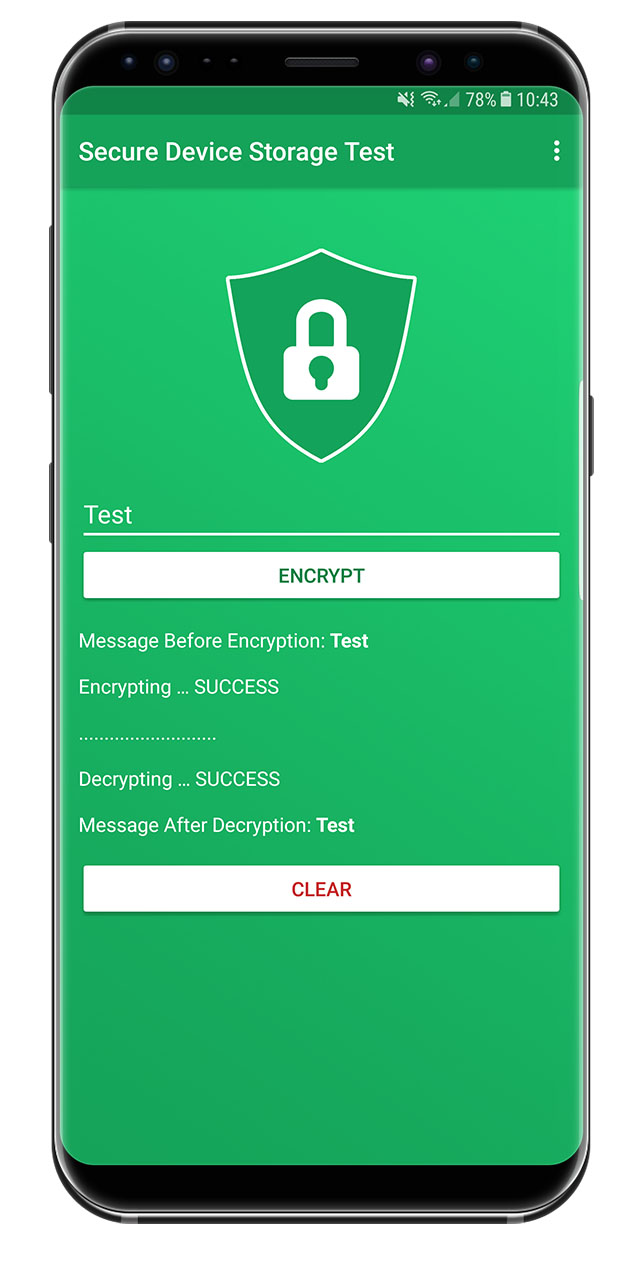 78% 10:43
Secure Device Storage Test
Test
ENCRYPT
Message Before Encryption: Test
Encrypting ... SUCCESS
...........................
Decrypting ... SUCCESS
Message After Decryption: Test
CLEAR